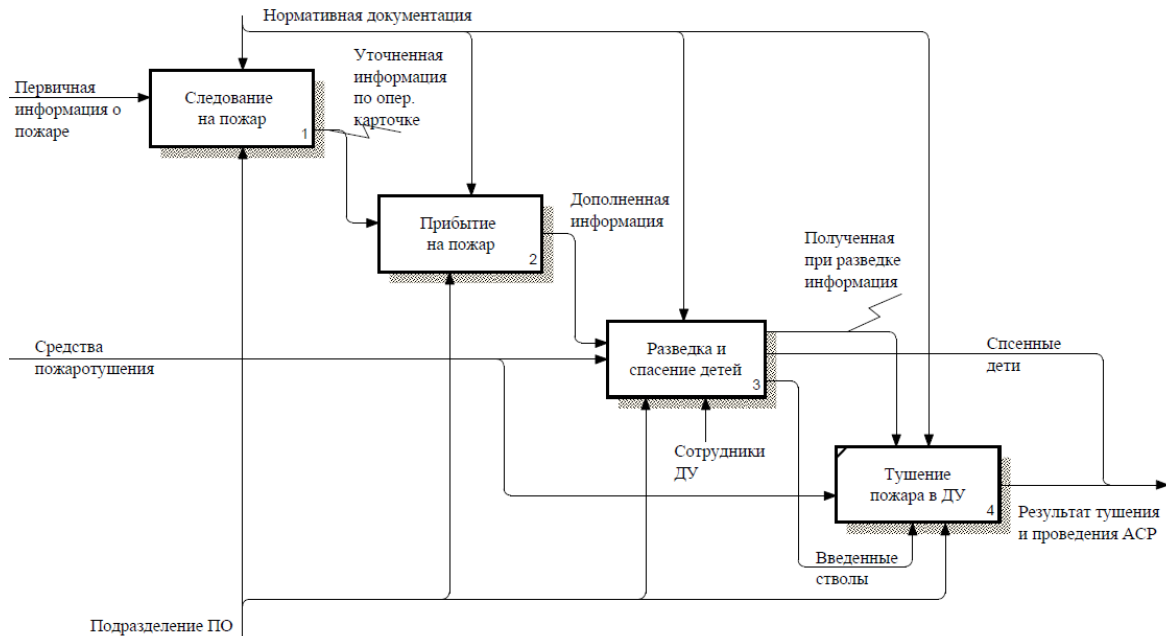 Нормативная документация
Уточненная
информация
по опер.
карточке
Первичная
информация о
пожаре
Следование
на пожар
1
Прибытие
на пожар
2
Дополненная
информация
Полученная
при разведке
информация
Средства
пожаротушения
Разведка и
спасение детей
3
Спсенные
дети
Сотрудники
ДУ
Тушение
пожара в ДУ
4
Результат тушения
и проведения АСР
Введенные
стволы
Подразделение ПО